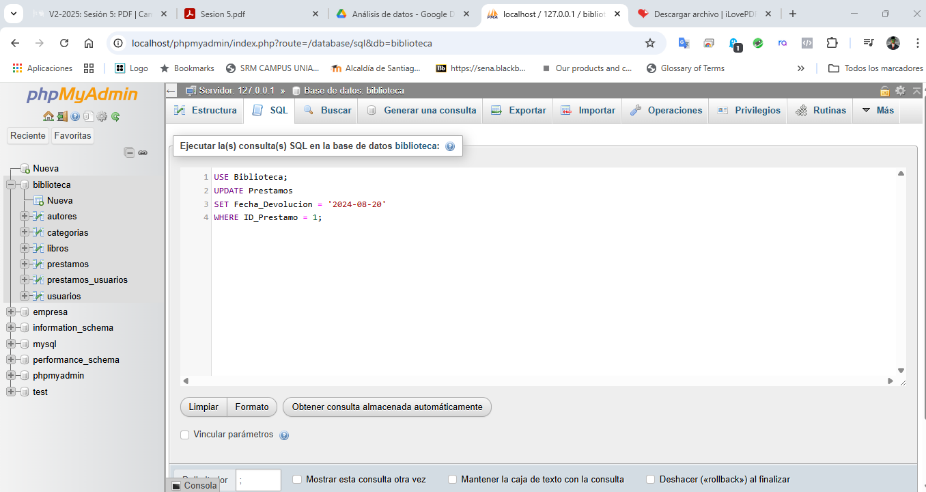 V2-2025: Sesión 5: PDF | Can
Sesion 5.pdf
Análisis de datos - Google D
localhost / 127.0.0.1 / bibliot
Descargar archivo | iLovePDF
localhost/phpmyadmin/index.php?route=/database/sql&db=biblioteca
1
Aplicaciones
Logo
Bookmarks
SRM CAMPUS UNIA...
Alcaldía de Santiag...
Bb
https://sena.blackb...
Our products and c...
Glossary of Terms
»
Todos los marcadores
phpMyAdmin
Reciente
Favoritas
Nueva
biblioteca
Nueva
autores
categorias
libros
prestamos
prestamos_usuarios
usuarios
empresa
information_schema
mysql
performance_schema
phpmyadmin
test
Servidor: 127.0.0.1 » Base de datos: biblioteca
Estructura
SQL
Buscar
Generar una consulta
Exportar
Importar
Operaciones
Privilegios
Rutinas
Más
Ejecutar la(s) consulta(s) SQL en la base de datos biblioteca:
1 USE Biblioteca;
2 UPDATE Prestamos
3 SET Fecha_Devolucion = '2024-08-20'
4 WHERE ID_Prestamo = 1;
Limpiar
Formato
Obtener consulta almacenada automáticamente
Vincular parámetros
;
Mostrar esta consulta otra vez
Mantener la caja de texto con la consulta
Deshacer («rollback») al finalizar
Consola